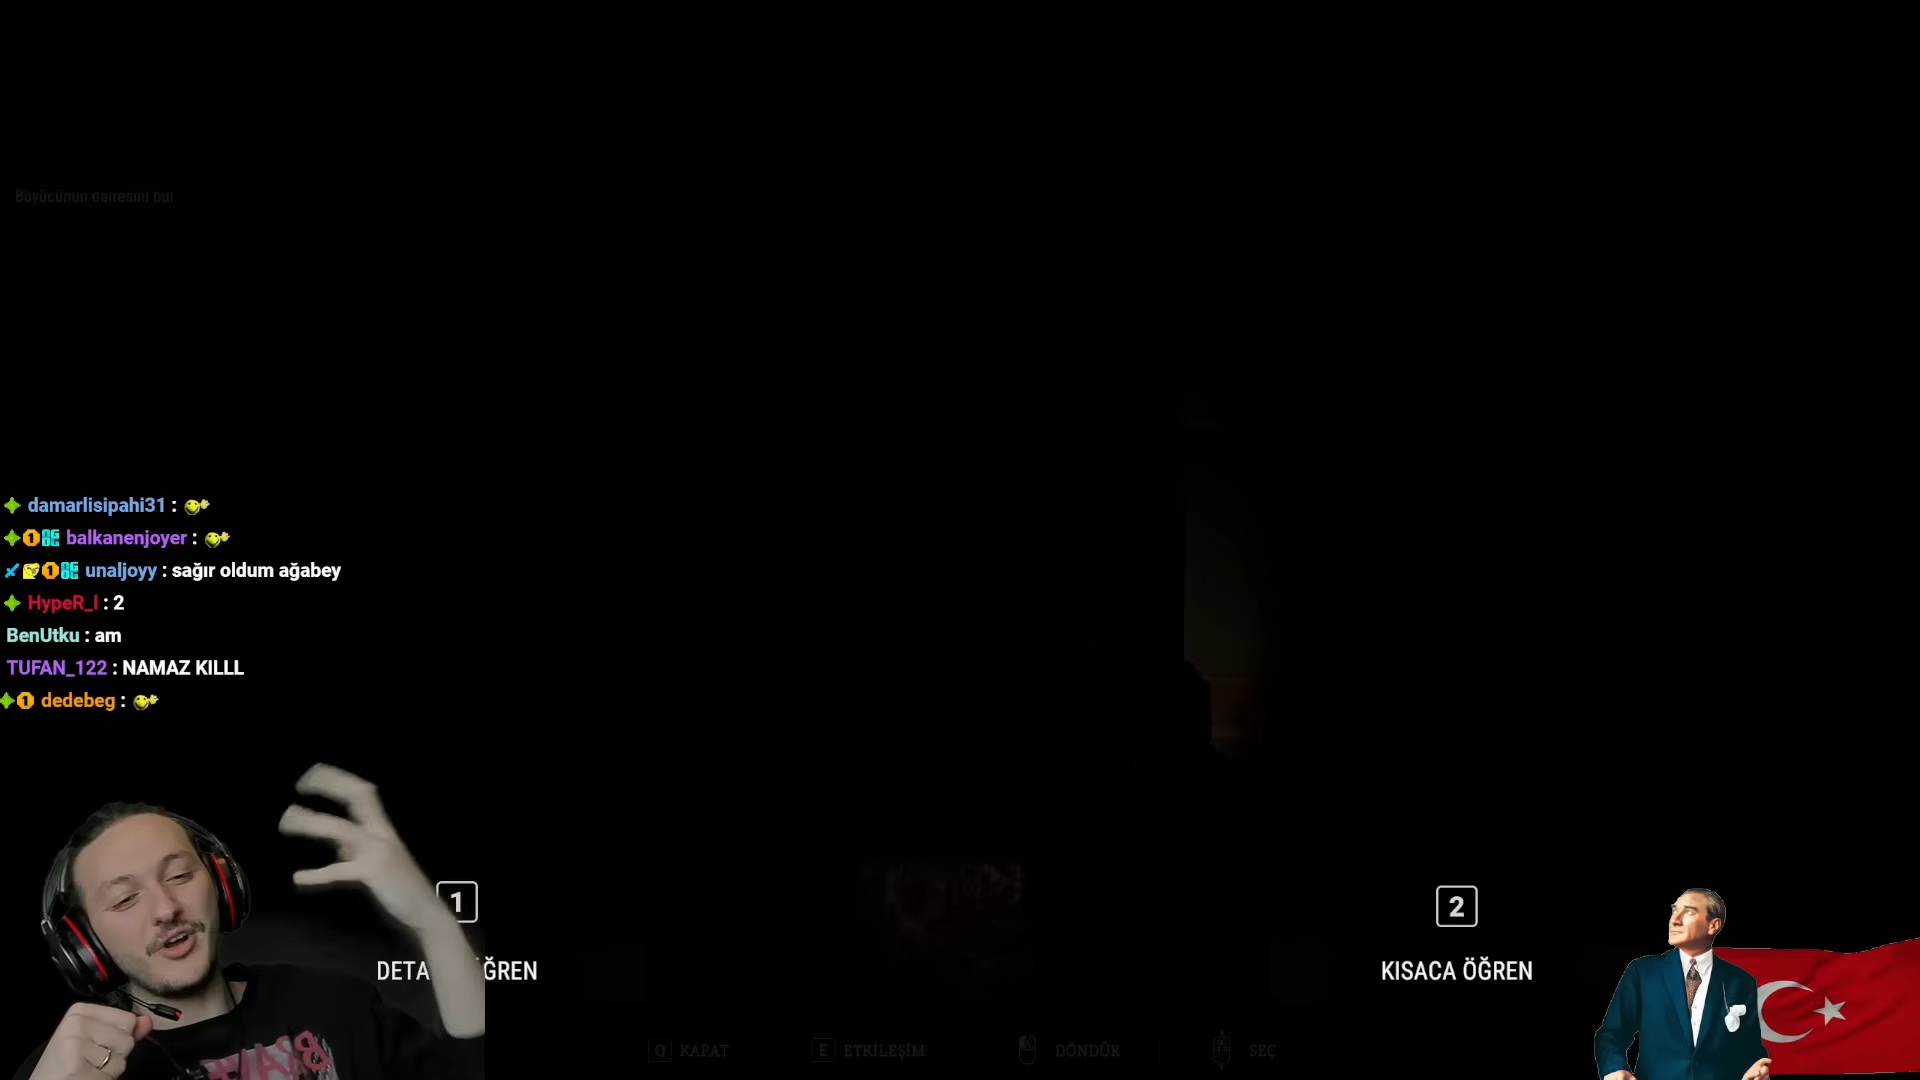 Büyücünün dairesini bul
damarlisipahi31 :
balkanenjoyer :
unaljoyy : sağır oldum ağabey
HypeR_I : 2
BenUtku : am
TUFAN_122 : NAMAZ KILLL
dedebeg :
1
DETA ĞREN
2
KISACA ÖĞREN
Q KAPAT
E ETKİLEŞİM
DÖNDÜR
SEÇ